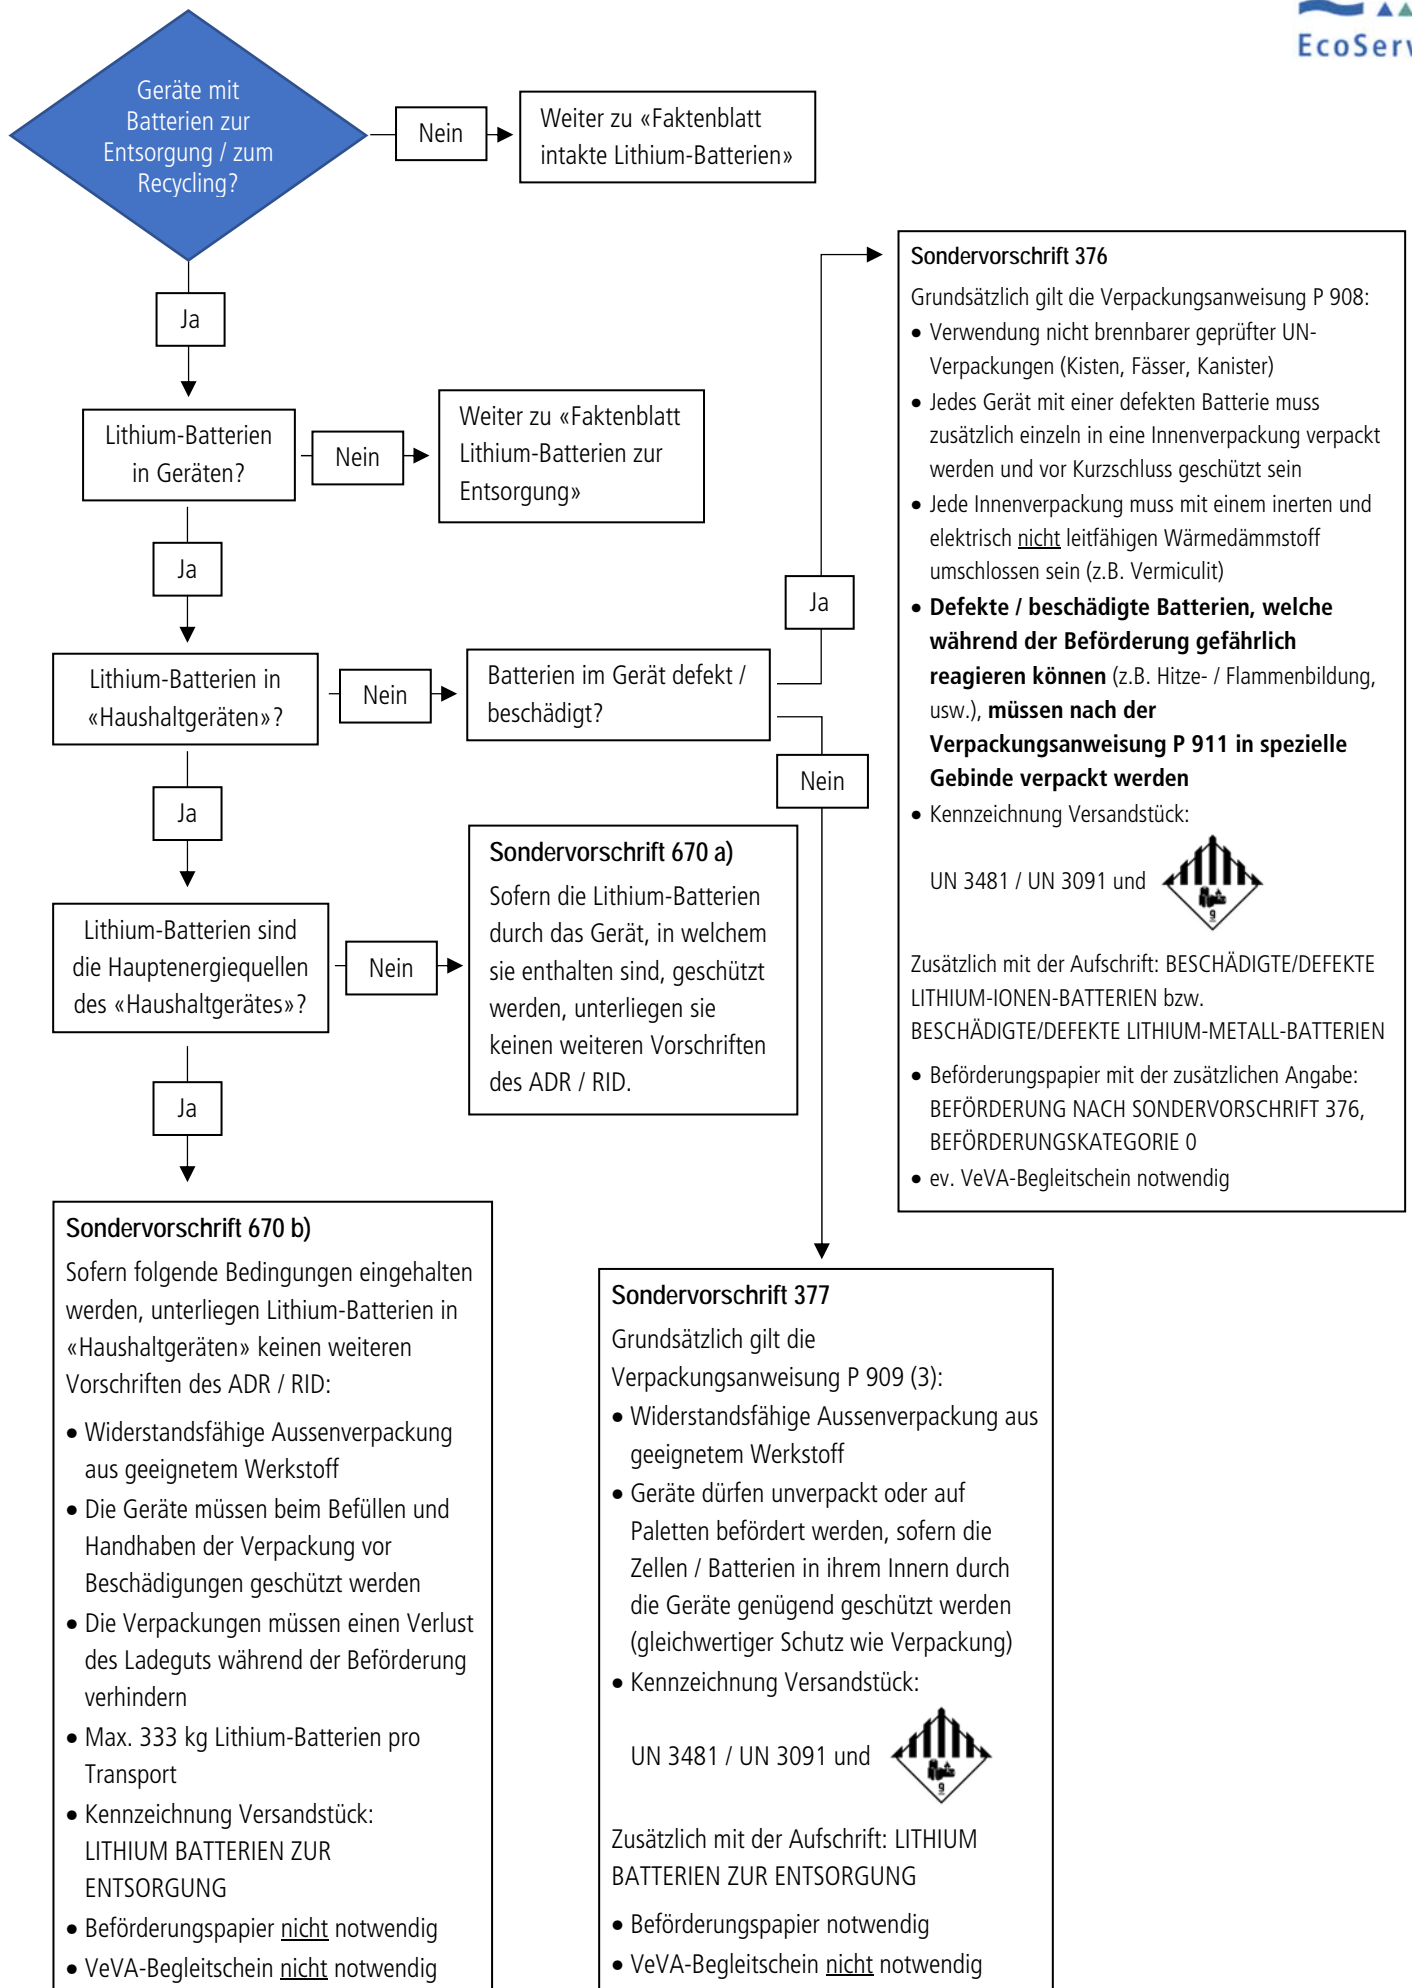 EcoServ
Geräte mit
Batterien zur
Entsorgung / zum
Recycling?
Nein
Weiter zu «Faktenblatt
intakte Lithium-Batterien»
Ja
Lithium-Batterien
in Geräten?
Nein
Weiter zu «Faktenblatt
Lithium-Batterien zur
Entsorgung»
Ja
Lithium-Batterien in
«Haushaltgeräten»?
Nein
Batterien im Gerät defekt /
beschädigt?
Ja
Nein
Ja
Lithium-Batterien sind
die Hauptenergiequellen
des «Haushaltgerätes»?
Nein
Sondervorschrift 670 a)
Sofern die Lithium-Batterien
durch das Gerät, in welchem
sie enthalten sind, geschützt
werden, unterliegen sie
keinen weiteren Vorschriften
des ADR / RID.
Ja
Sondervorschrift 376
Grundsätzlich gilt die Verpackungsanweisung P 908:
• Verwendung nicht brennbarer geprüfter UN-
Verpackungen (Kisten, Fässer, Kanister)
• Jedes Gerät mit einer defekten Batterie muss
zusätzlich einzeln in eine Innenverpackung verpackt
werden und vor Kurzschluss geschützt sein
• Jede Innenverpackung muss mit einem inerten und
elektrisch nicht leitfähigen Wärmedämmstoff
umschlossen sein (z.B. Vermiculit)
• Defekte / beschädigte Batterien, welche
während der Beförderung gefährlich
reagieren können (z.B. Hitze- / Flammenbildung,
usw.), müssen nach der
Verpackungsanweisung P 911 in spezielle
Gebinde verpackt werden
• Kennzeichnung Versandstück:
UN 3481 / UN 3091 und
9
Zusätzlich mit der Aufschrift: BESCHÄDIGTE/DEFEKTE
LITHIUM-IONEN-BATTERIEN bzw.
BESCHÄDIGTE/DEFEKTE LITHIUM-METALL-BATTERIEN
• Beförderungspapier mit der zusätzlichen Angabe:
BEFÖRDERUNG NACH SONDERVORSCHRIFT 376,
BEFÖRDERUNGSKATEGORIE 0
• ev. VeVA-Begleitschein notwendig
Sondervorschrift 670 b)
Sofern folgende Bedingungen eingehalten
werden, unterliegen Lithium-Batterien in
«Haushaltgeräten» keinen weiteren
Vorschriften des ADR / RID:
• Widerstandsfähige Aussenverpackung
aus geeignetem Werkstoff
• Die Geräte müssen beim Befüllen und
Handhaben der Verpackung vor
Beschädigungen geschützt werden
• Die Verpackungen müssen einen Verlust
des Ladeguts während der Beförderung
verhindern
• Max. 333 kg Lithium-Batterien pro
Transport
• Kennzeichnung Versandstück:
LITHIUM BATTERIEN ZUR
ENTSORGUNG
• Beförderungspapier nicht notwendig
• VeVA-Begleitschein nicht notwendig
Sondervorschrift 377
Grundsätzlich gilt die
Verpackungsanweisung P 909 (3):
• Widerstandsfähige Aussenverpackung aus
geeignetem Werkstoff
• Geräte dürfen unverpackt oder auf
Paletten befördert werden, sofern die
Zellen / Batterien in ihrem Innern durch
die Geräte genügend geschützt werden
(gleichwertiger Schutz wie Verpackung)
• Kennzeichnung Versandstück:
UN 3481 / UN 3091 und
9
Zusätzlich mit der Aufschrift: LITHIUM
BATTERIEN ZUR ENTSORGUNG
• Beförderungspapier notwendig
• VeVA-Begleitschein nicht notwendig